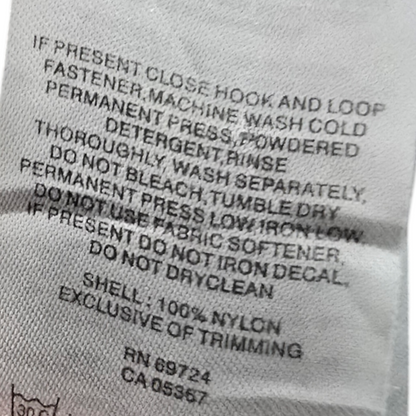 IF PRESENT CLOSE HOOK AND LOOP
FASTENER,MACHINE WASH COLD
PERMANENT PRESS,POWDERED
DETERGENT,RINSE
THOROUGHLY, WASH SEPARATELY,
DO NOT BLEACH,TUMBLE DRY
PERMANENT PRESS LOW,IRON LOW,
DO NOT USE FABRIC SOFTENER,
IF PRESENT DO NOT IRON DECAL,
DO NOT DRYCLEAN
SHELL : 100% NYLON
EXCLUSIVE OF TRIMMING
RN 69724
CA 05367
30 C